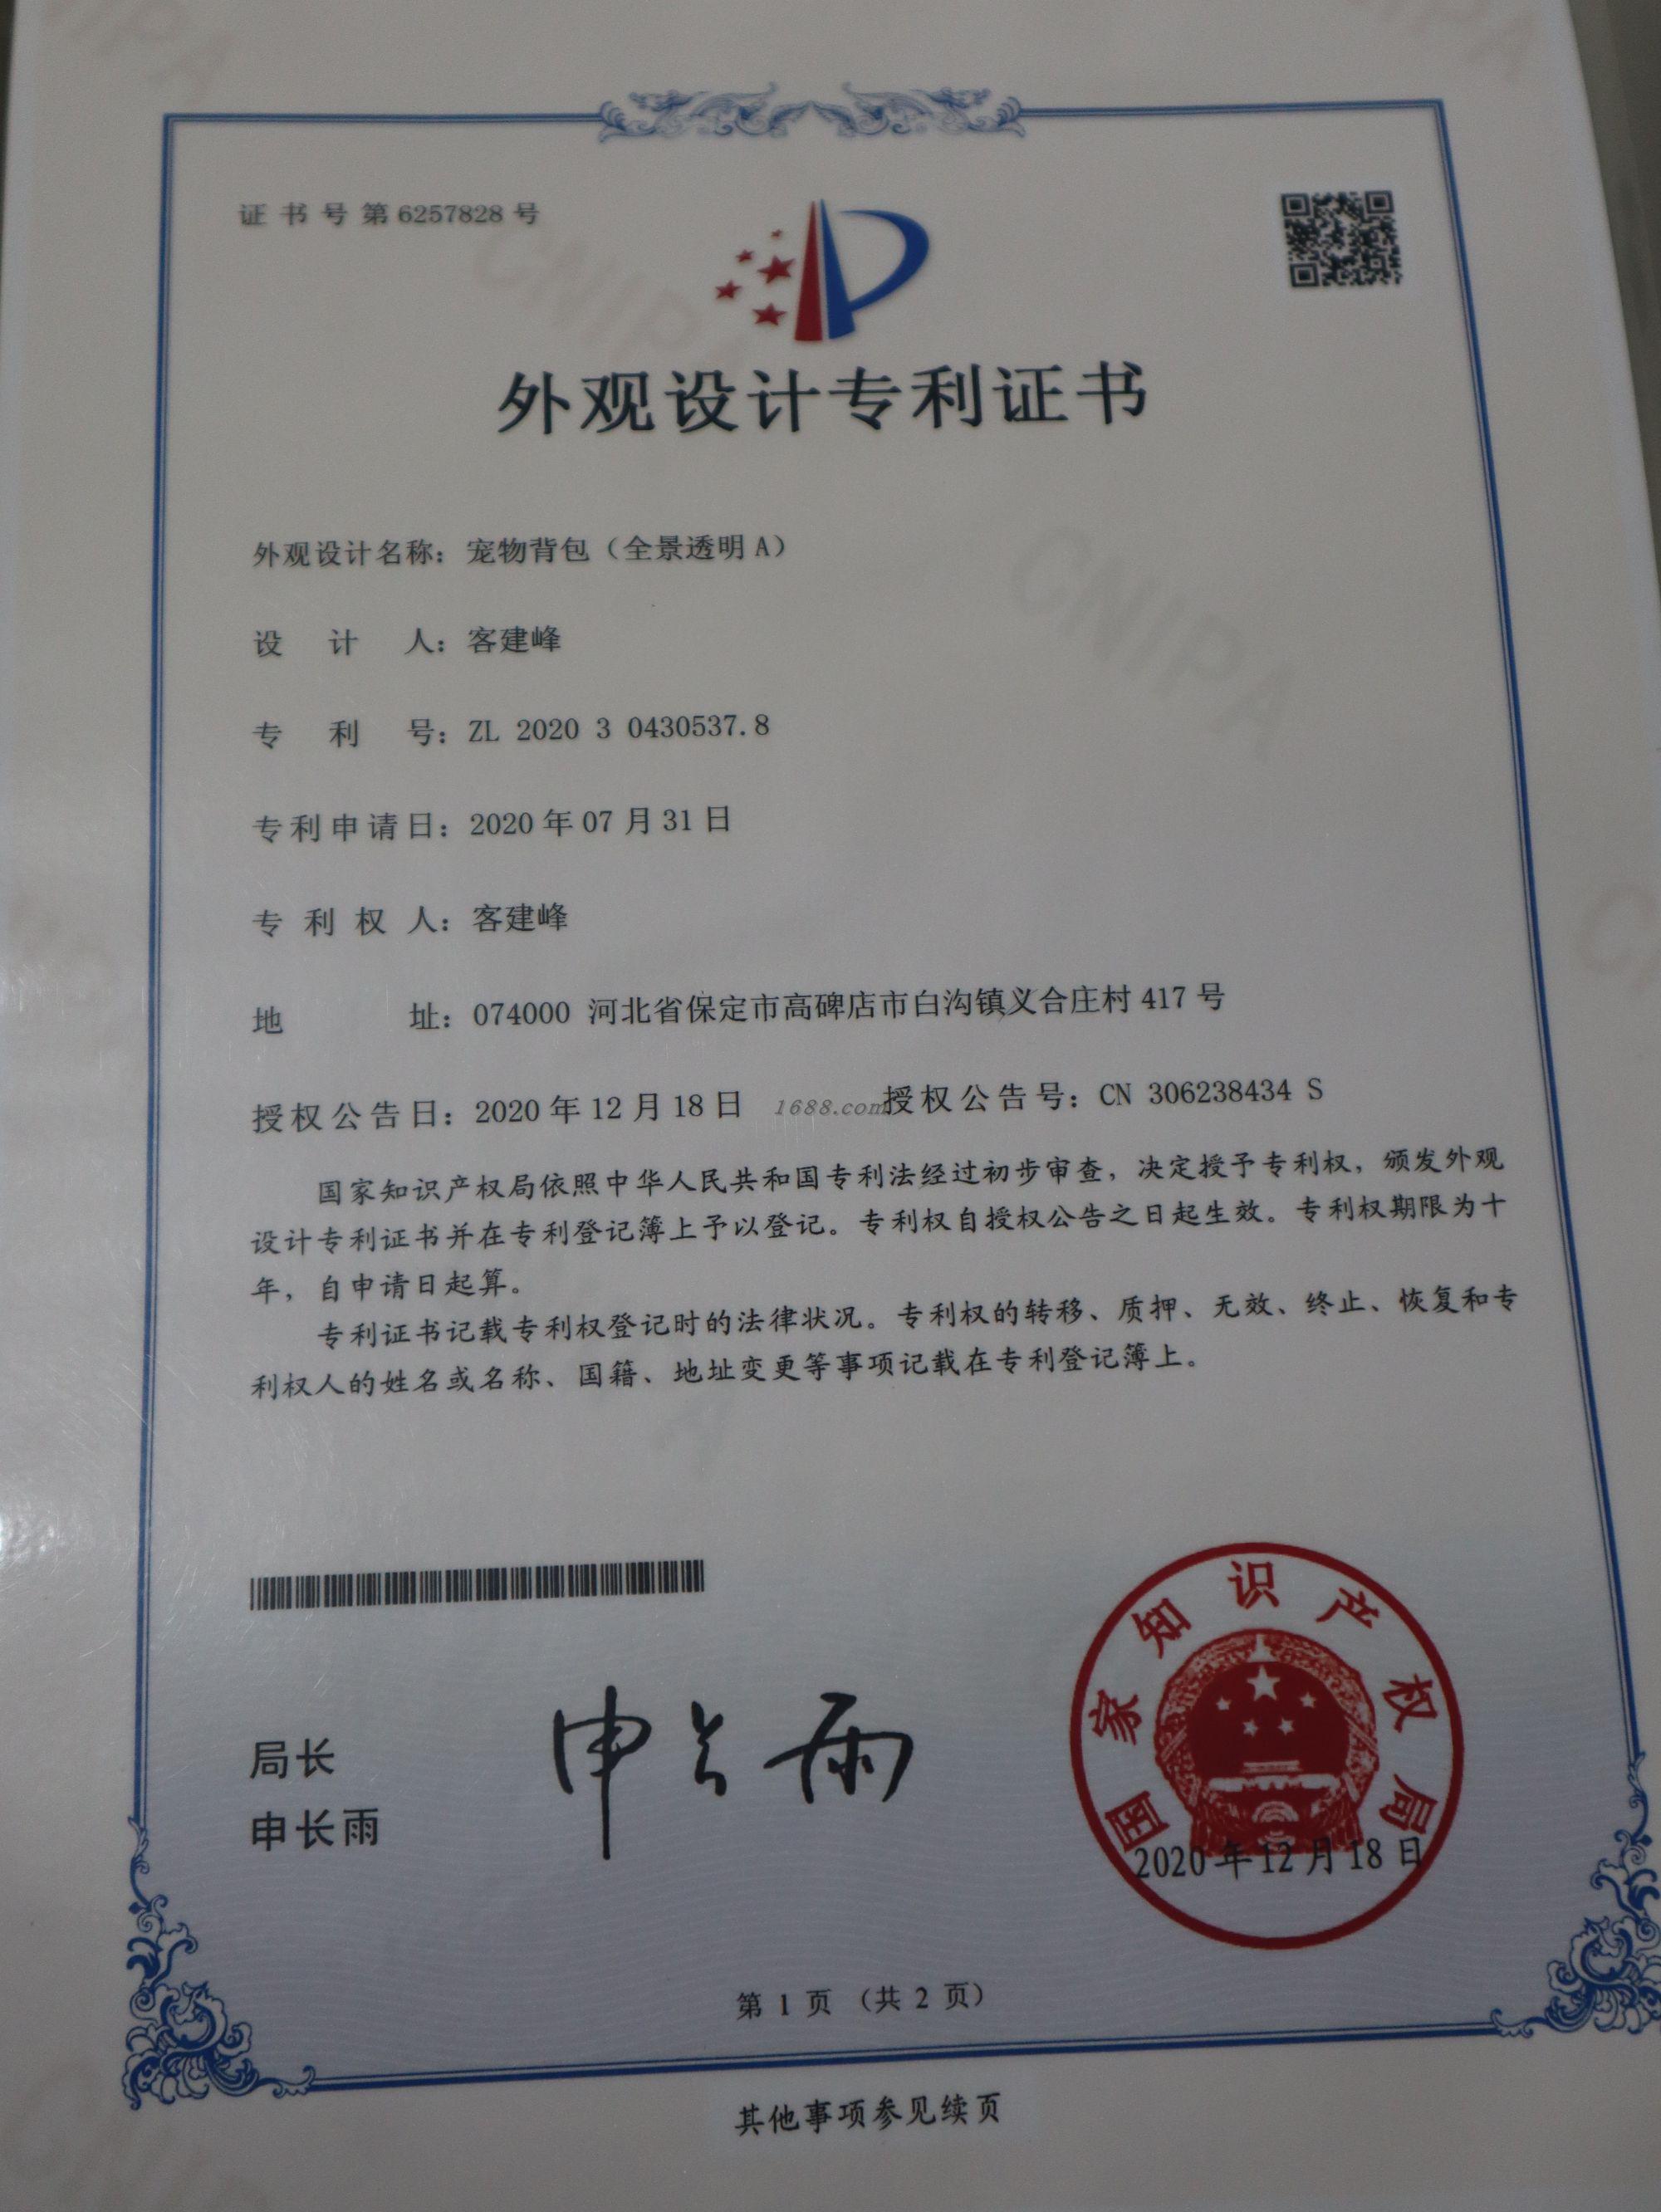 证书号第6257828号
外观设计专利证书
外观设计名称：宠物背包（全景透明A）
设计人：客建峰
专利号：ZL 2020 3 0430537.8
专利申请日：2020年07月31日
专利权人：客建峰
地址：074000 河北省保定市高碑店市白沟镇义合庄村417号
授权公告日：2020年12月18日 1688.com 授权公告号：CN 306238434 S
国家知识产权局依照中华人民共和国专利法经过初步审查，决定授予专利权，颁发外观
设计专利证书并在专利登记簿上予以登记。专利权自授权公告之日起生效。专利权期限为十
年，自申请日起算。
专利证书记载专利权登记时的法律状况。专利权的转移、质押、无效、终止、恢复和专
利权人的姓名或名称、国籍、地址变更等事项记载在专利登记簿上。
局长
申长雨
申长雨
国家知识产权局
2020年12月18日
第 1 页 （共 2 页）
其他事项参见续页
CNIPA
CNIPA
CNIPA